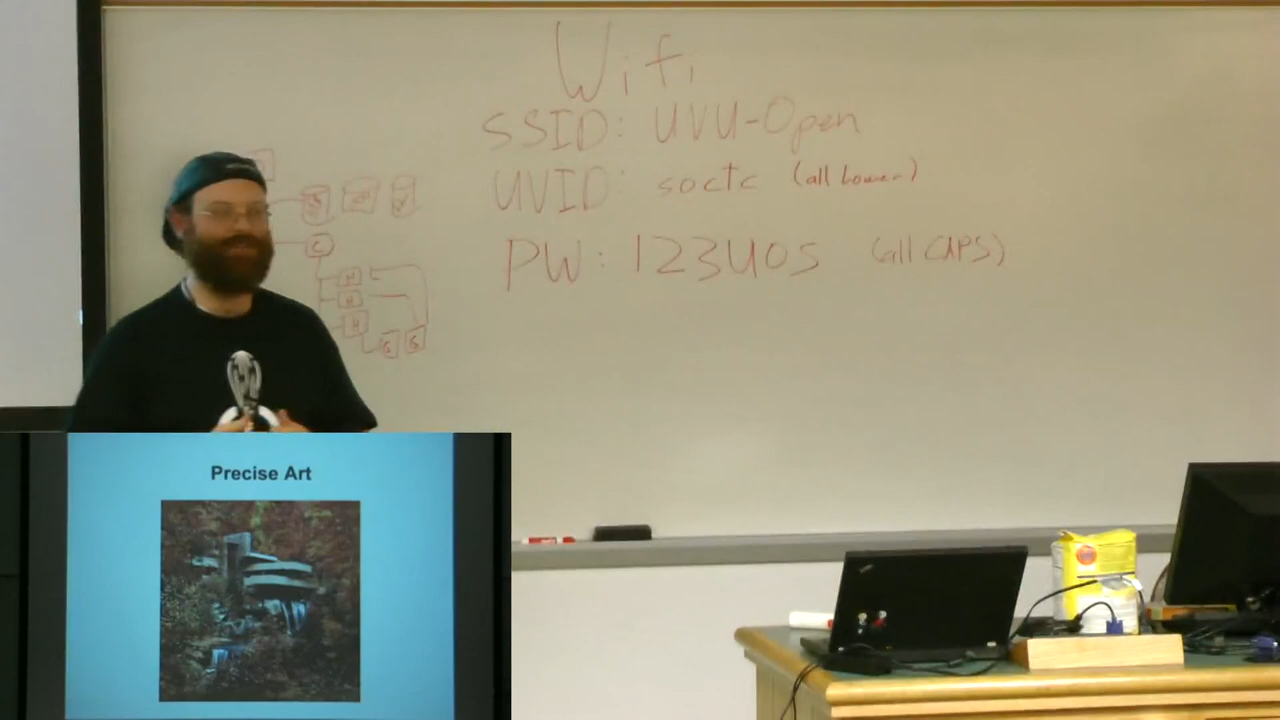 Wifi
SSID: UVU-Open
UVID: soctc (all lower)
PW: 123UOS (all CAPS)
Precise Art